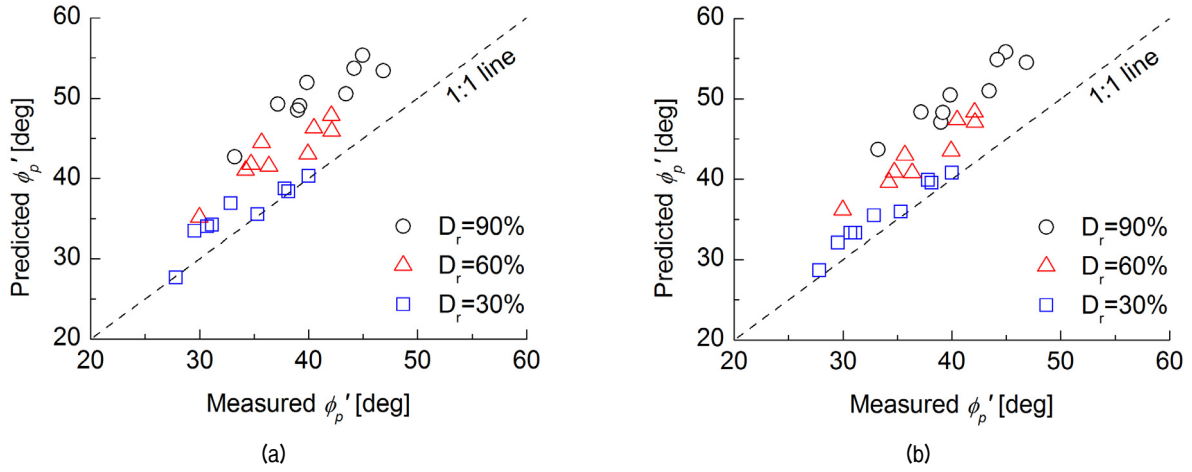 60
50
40
30
20
20 30 40 50 60
Predicted ϕp′ [deg]
Measured ϕp′ [deg]
1:1 line
Dr=90%
Dr=60%
Dr=30%
(a)
60
50
40
30
20
20 30 40 50 60
Predicted ϕp′ [deg]
Measured ϕp′ [deg]
1:1 line
Dr=90%
Dr=60%
Dr=30%
(b)